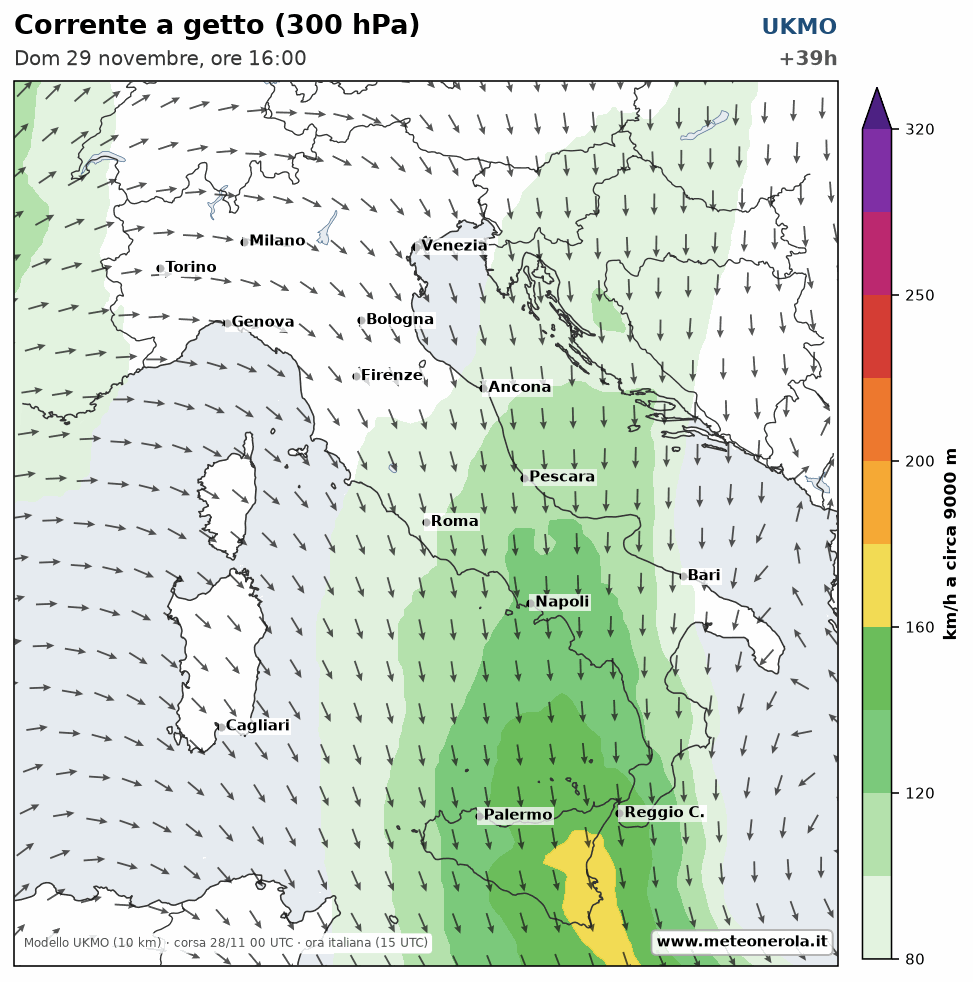 Corrente a getto (300 hPa)
UKMO
Dom 29 novembre, ore 16:00
+39h
Milano
Venezia
Torino
Genova
Bologna
Firenze
Ancona
Pescara
Roma
Bari
Napoli
Cagliari
Palermo
Reggio C.
320
250
200
160
120
80
km/h a circa 9000 m
Modello UKMO (10 km) · corsa 28/11 00 UTC · ora italiana (15 UTC)
www.meteonerola.it